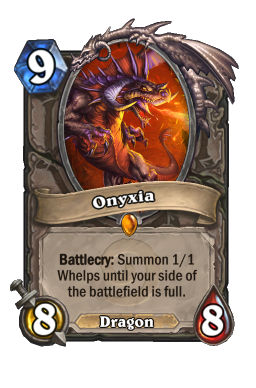 9
Onyxia
Battlecry: Summon 1/1
Whelps until your side of
the battlefield is full.
8
Dragon
8